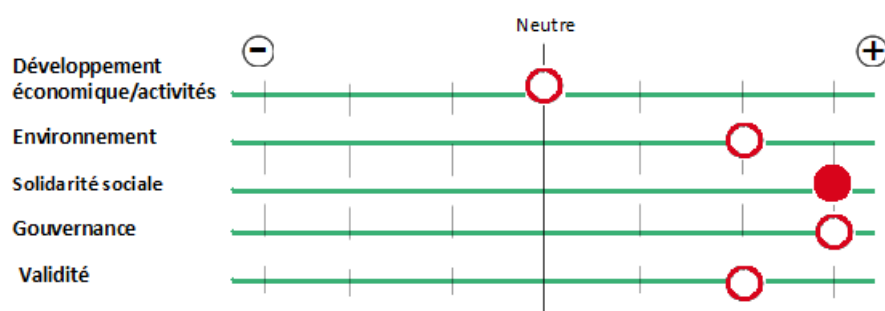 Neutre
− +
Développement
économique/activités
Environnement
Solidarité sociale
Gouvernance
Validité